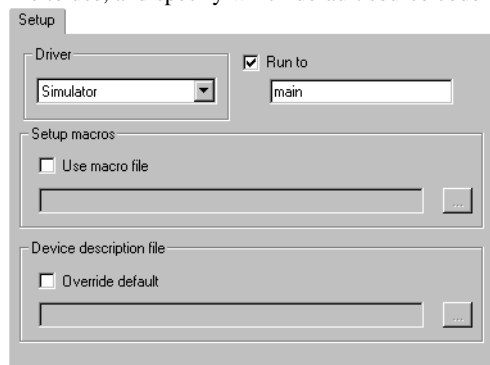 Setup
Driver
Run to
Simulator
main
Setup macros
Use macro file
...
Device description file
Override default
...